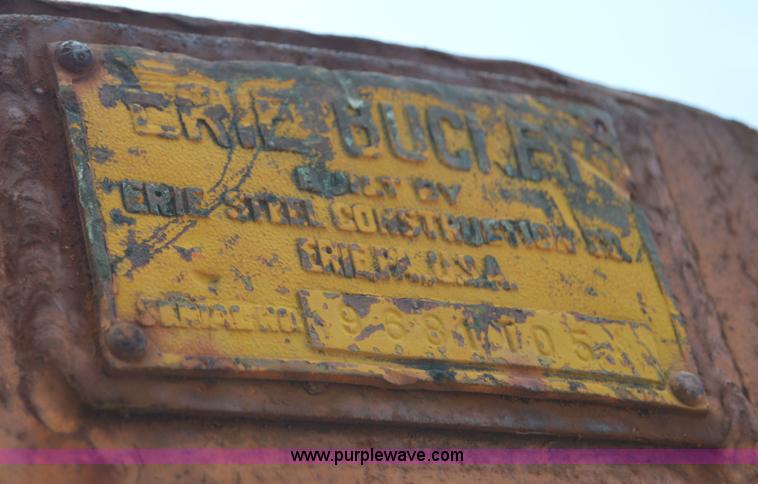 ERIE BUCKET
BUILT BY
ERIE STEEL CONSTRUCTION CO.
ERIE, PA., U.S.A.
SERIAL NO.
www.purplewave.com